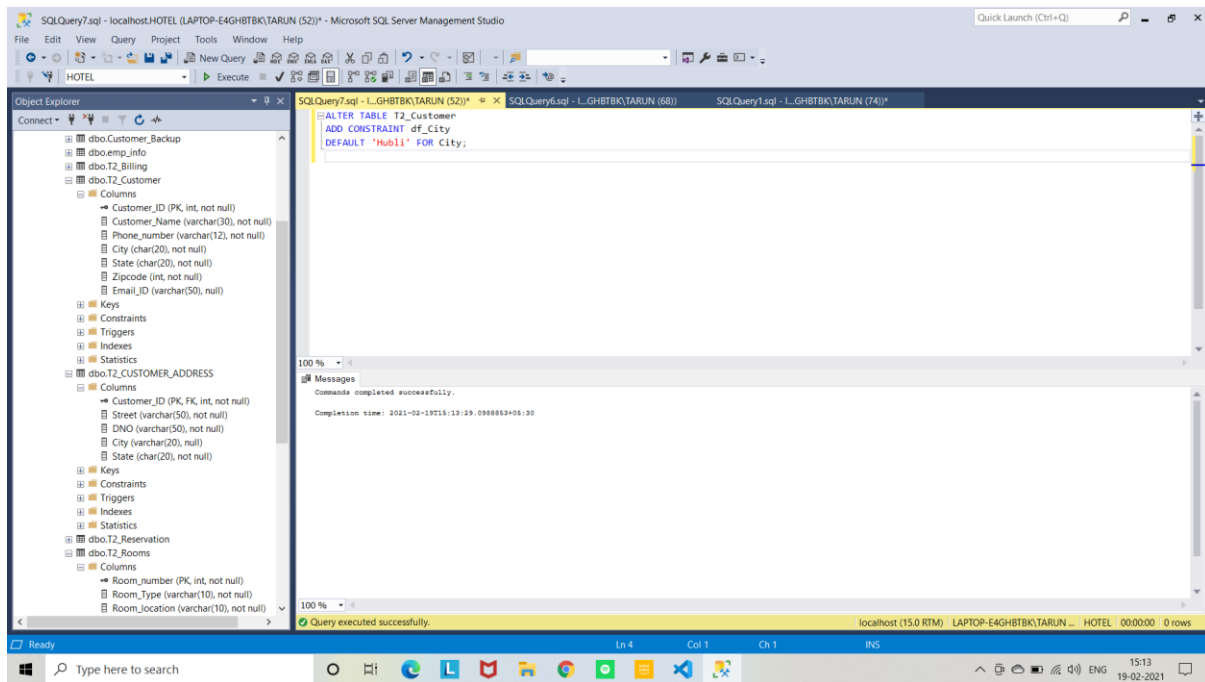 SQLQuery7.sql - localhost.HOTEL (LAPTOP-E4GHBTBK\TARUN (52))* - Microsoft SQL Server Management Studio
Quick Launch (Ctrl+Q)
File Edit View Query Project Tools Window Help
New Query
HOTEL
Execute
Object Explorer
SQLQuery7.sql - l...GHBTBK\TARUN (52))*
SQLQuery6.sql - l...GHBTBK\TARUN (68))
SQLQuery1.sql - l...GHBTBK\TARUN (74))*
Connect
dbo.Customer_Backup
dbo.emp_info
dbo.T2_Billing
dbo.T2_Customer
Columns
Customer_ID (PK, int, not null)
Customer_Name (varchar(30), not null)
Phone_number (varchar(12), not null)
City (char(20), not null)
State (char(20), not null)
Zipcode (int, not null)
Email_ID (varchar(50), null)
Keys
Constraints
Triggers
Indexes
Statistics
dbo.T2_CUSTOMER_ADDRESS
Columns
Customer_ID (PK, FK, int, not null)
Street (varchar(50), not null)
DNO (varchar(50), not null)
City (varchar(20), null)
State (char(20), not null)
Keys
Constraints
Triggers
Indexes
Statistics
dbo.T2_Reservation
dbo.T2_Rooms
Columns
Room_number (PK, int, not null)
Room_Type (varchar(10), not null)
Room_location (varchar(10), not null)
ALTER TABLE T2_Customer
ADD CONSTRAINT df_City
DEFAULT 'Hubli' FOR City;
100 %
Messages
Commands completed successfully.
Completion time: 2021-02-19T15:13:29.0988853+05:30
100 %
Query executed successfully.
localhost (15.0 RTM) LAPTOP-E4GHBTBK\TARUN ... HOTEL 00:00:00 0 rows
Ready
Ln 4 Col 1 Ch 1 INS
Type here to search
ENG
15:13
19-02-2021